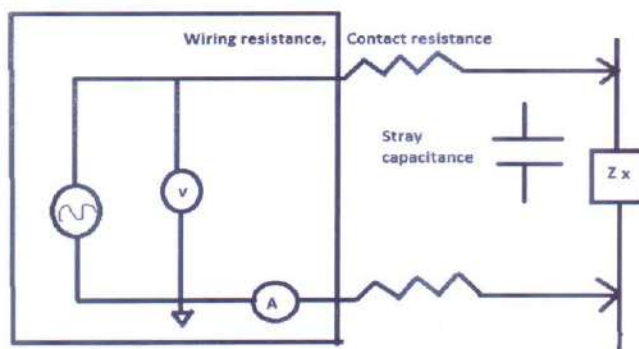 Wiring resistance, Contact resistance
Stray
capacitance
Z x
v
A